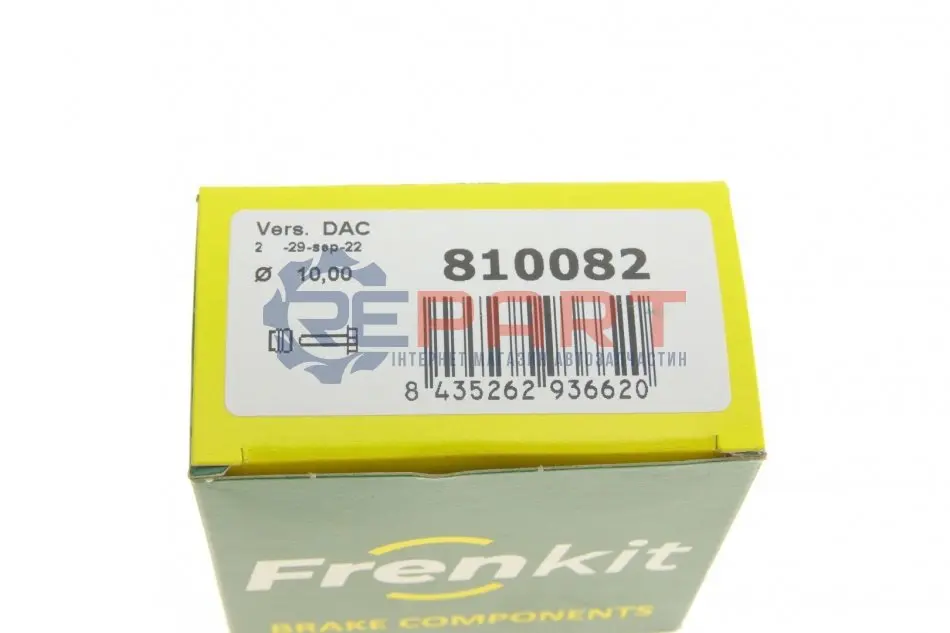 Vers. DAC
2 -29-sep-22
Ø 10,00
810082
REPART
ІНТЕРНЕТ МАГАЗИН АВТОЗАПЧАСТИН
8 435262 936620
Frenkit
BRAKE COMPONENTS